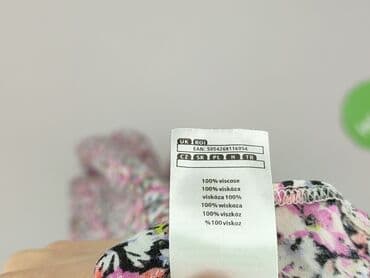 UK ROI
EAN: 5054268116054
CZ SK PL H TR
100% viscose
100% viskóza
viskóza 100%
100% wiskoza
100% viszkóz
%100 viskoz